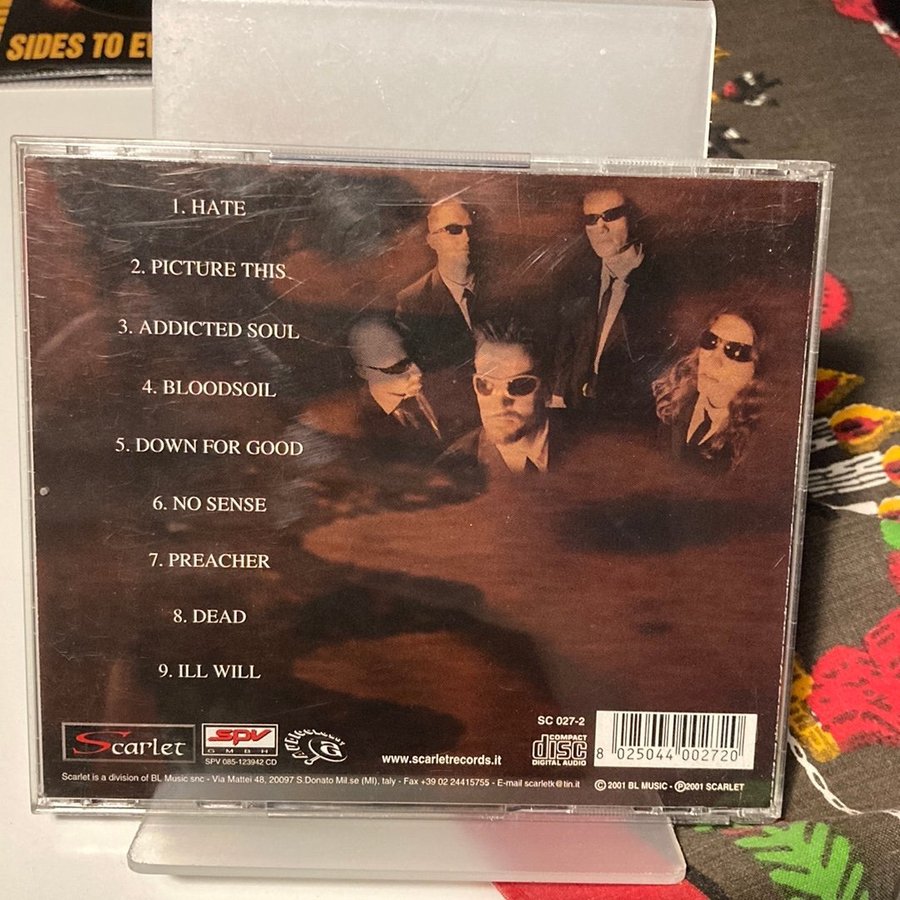 SIDES TO
1. HATE
2. PICTURE THIS
3. ADDICTED SOUL
4. BLOODSOIL
5. DOWN FOR GOOD
6. NO SENSE
7. PREACHER
8. DEAD
9. ILL WILL
SC 027-2
Scarlet
SPV
GMBH
SPV 085-123942 CD
www.scarletrecords.it
COMPACT
disc
DIGITAL AUDIO
8 025044 002720
Scarlet is a division of BL Music snc - Via Mattei 48, 20097 S.Donato Mil.se (MI), Italy - Fax +39 02 24415755 - E-mail scarletk@tin.it
© 2001 BL MUSIC - ℗2001 SCARLET